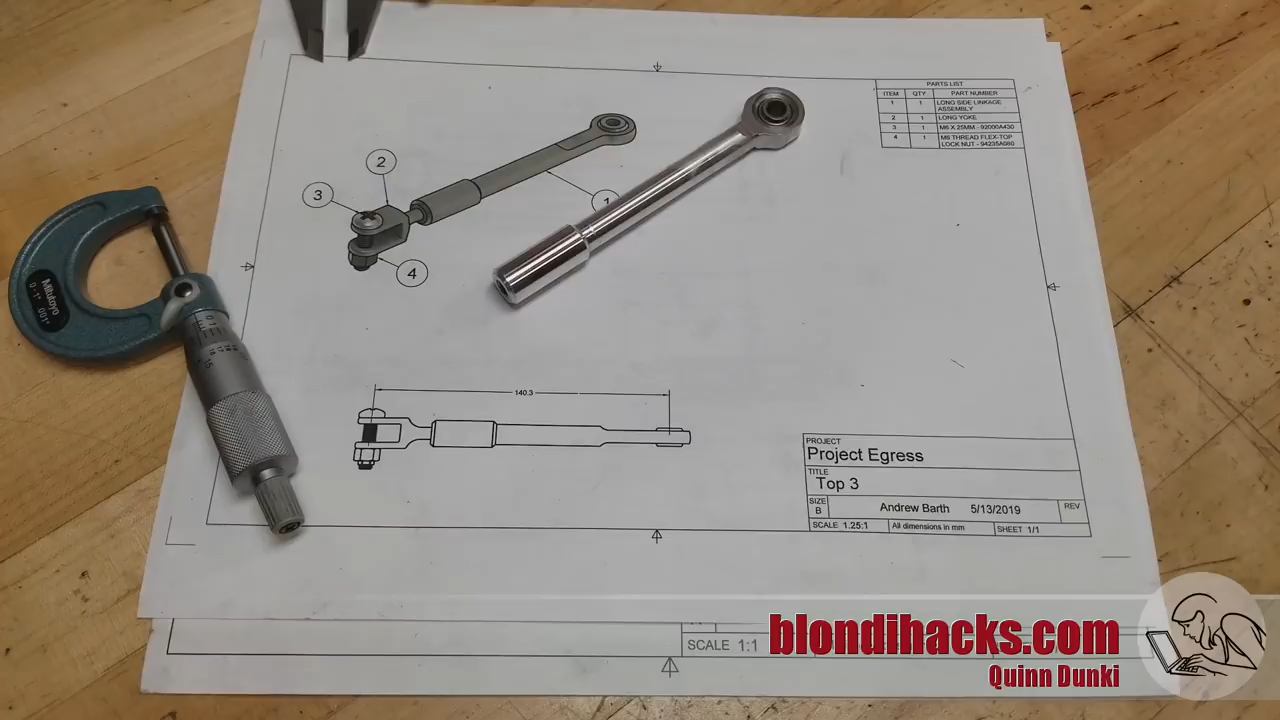 PARTS LIST
ITEM QTY PART NUMBER
1 1 LONG SIDE LINKAGE
ASSEMBLY
2 1 LONG YOKE
3 1 M6 X 25MM - 92000A430
4 1 M6 THREAD FLEX-TOP
LOCK NUT - 94235A080
2
3
1
4
Mitutoyo
0-1"
.001"
140.3
PROJECT
Project Egress
TITLE
Top 3
SIZE
B
Andrew Barth 5/13/2019
REV
SCALE 1.25:1 All dimensions in mm SHEET 1/1
SCALE 1:1
blondihacks.com
Quinn Dunki